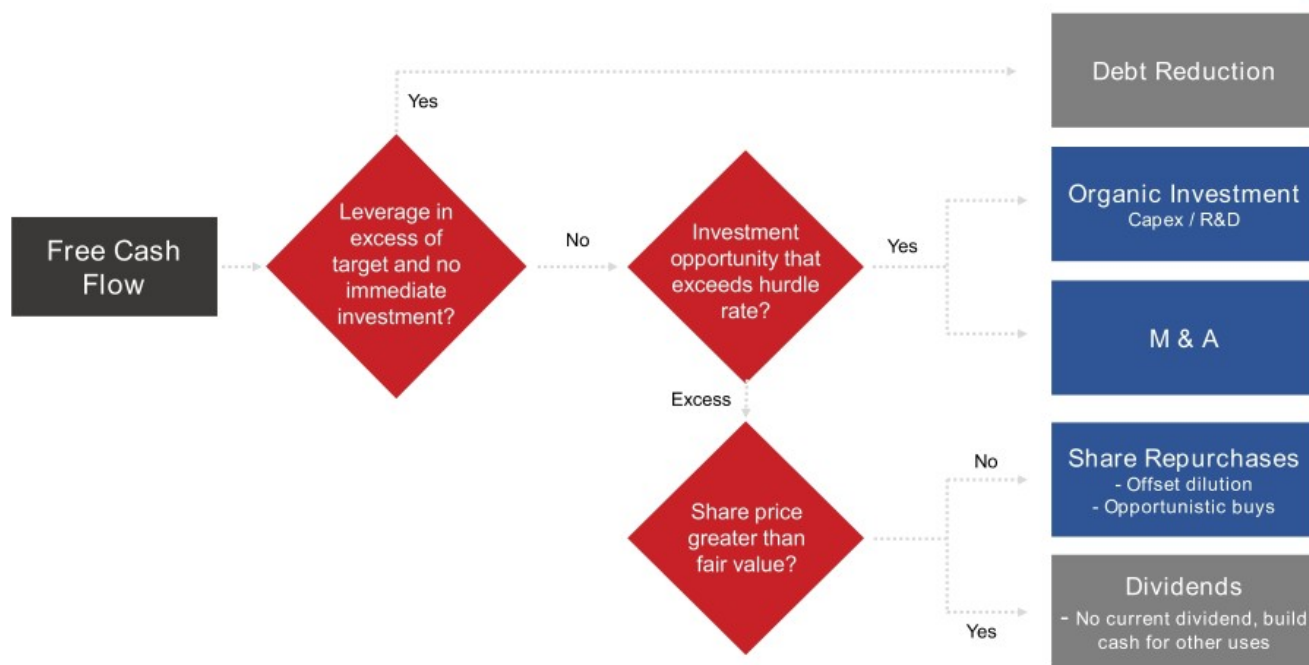 Free Cash
Flow
Leverage in
excess of
target and no
immediate
investment?
Yes
No
Investment
opportunity that
exceeds hurdle
rate?
Yes
Excess
Share price
greater than
fair value?
No
Yes
Debt Reduction
Organic Investment
Capex / R&D
M & A
Share Repurchases
- Offset dilution
- Opportunistic buys
Dividends
- No current dividend, build
cash for other uses